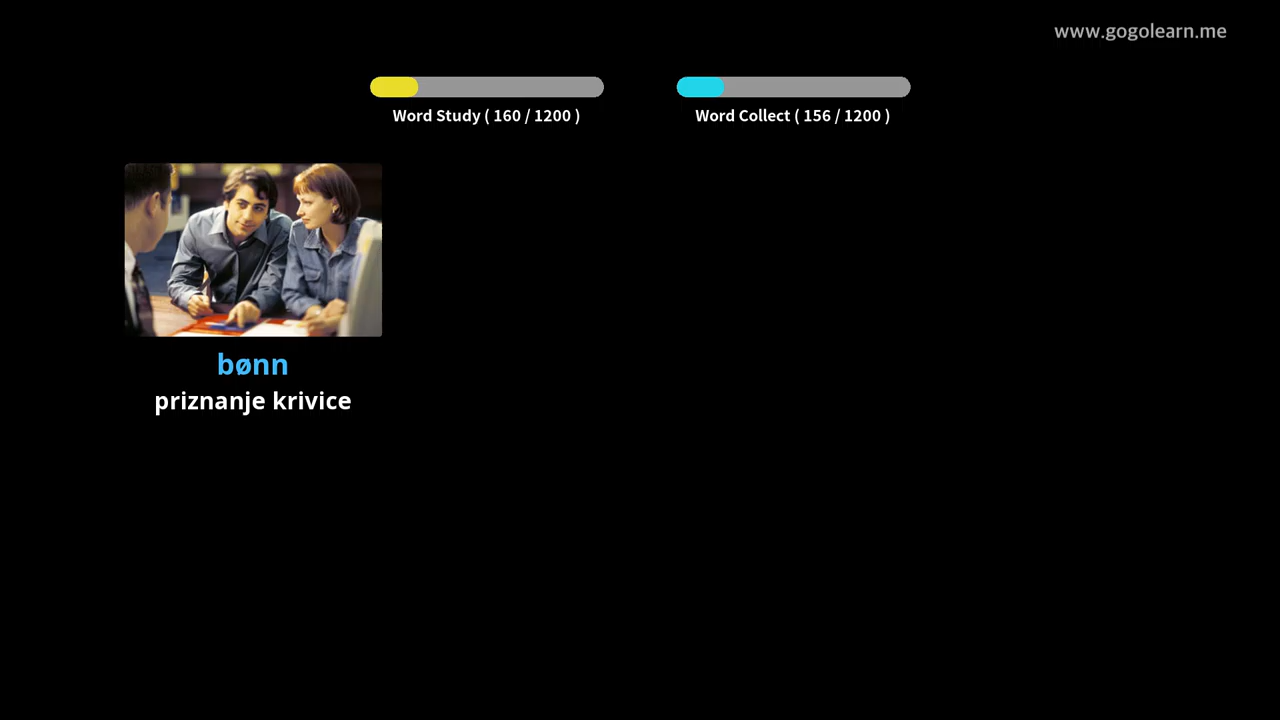 www.gogolearn.me
Word Study ( 160 / 1200 )
Word Collect ( 156 / 1200 )
bønn
priznanje krivice